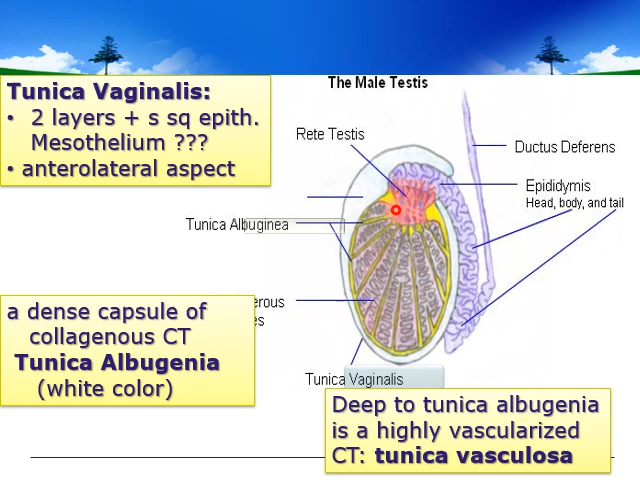 The Male Testis
Tunica Vaginalis:
• 2 layers + s sq epith.
Mesothelium ???
• anterolateral aspect
Rete Testis
Ductus Deferens
Epididymis
Head, body, and tail
Tunica Albuginea
a dense capsule of
collagenous CT
Tunica Albugenia
(white color)
Tunica Vaginalis
Deep to tunica albugenia
is a highly vascularized
CT: tunica vasculosa